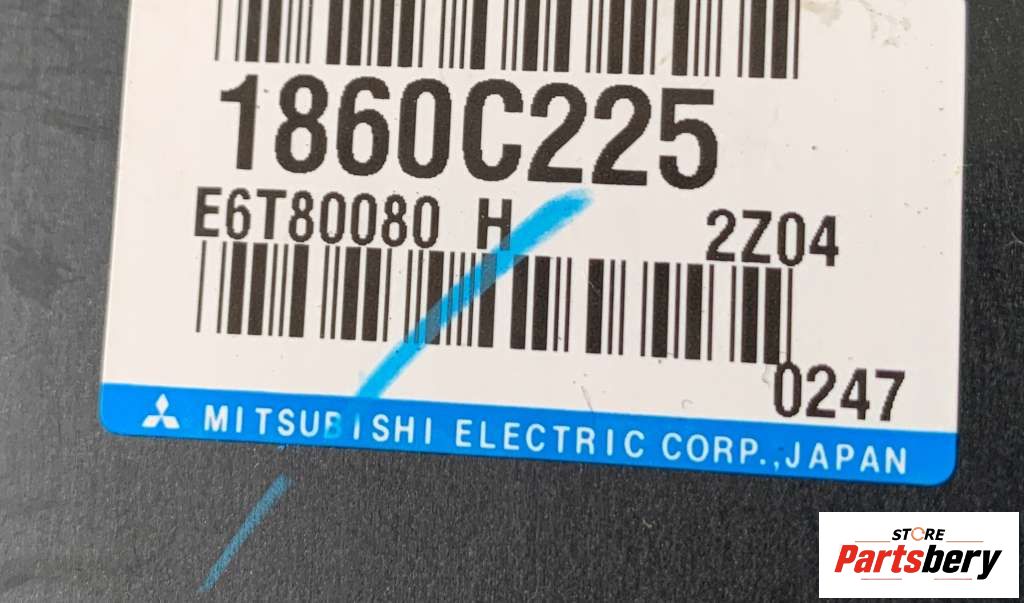 1860C225
E6T80080 H 2Z04
0247
MITSUBISHI ELECTRIC CORP.,JAPAN
STORE
Partsbery